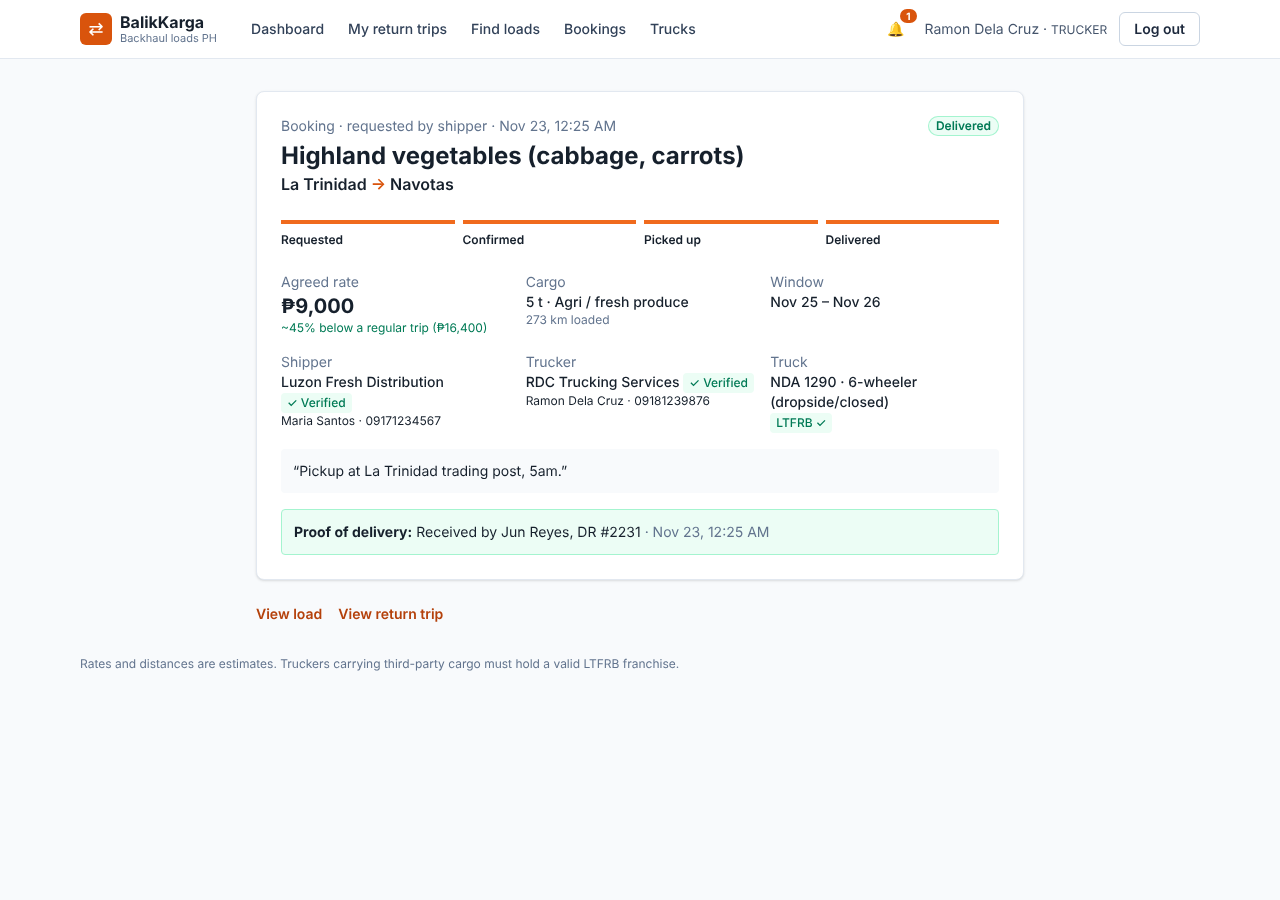 BalikKarga
Backhaul loads PH
Dashboard
My return trips
Find loads
Bookings
Trucks
1
Ramon Dela Cruz · TRUCKER
Log out
Booking · requested by shipper · Nov 23, 12:25 AM
Delivered
Highland vegetables (cabbage, carrots)
La Trinidad → Navotas
Requested
Confirmed
Picked up
Delivered
Agreed rate
₱9,000
~45% below a regular trip (₱16,400)
Cargo
5 t · Agri / fresh produce
273 km loaded
Window
Nov 25 – Nov 26
Shipper
Luzon Fresh Distribution
✓ Verified
Maria Santos · 09171234567
Trucker
RDC Trucking Services ✓ Verified
Ramon Dela Cruz · 09181239876
Truck
NDA 1290 · 6-wheeler
(dropside/closed)
LTFRB ✓
“Pickup at La Trinidad trading post, 5am.”
Proof of delivery: Received by Jun Reyes, DR #2231 · Nov 23, 12:25 AM
View load
View return trip
Rates and distances are estimates. Truckers carrying third-party cargo must hold a valid LTFRB franchise.